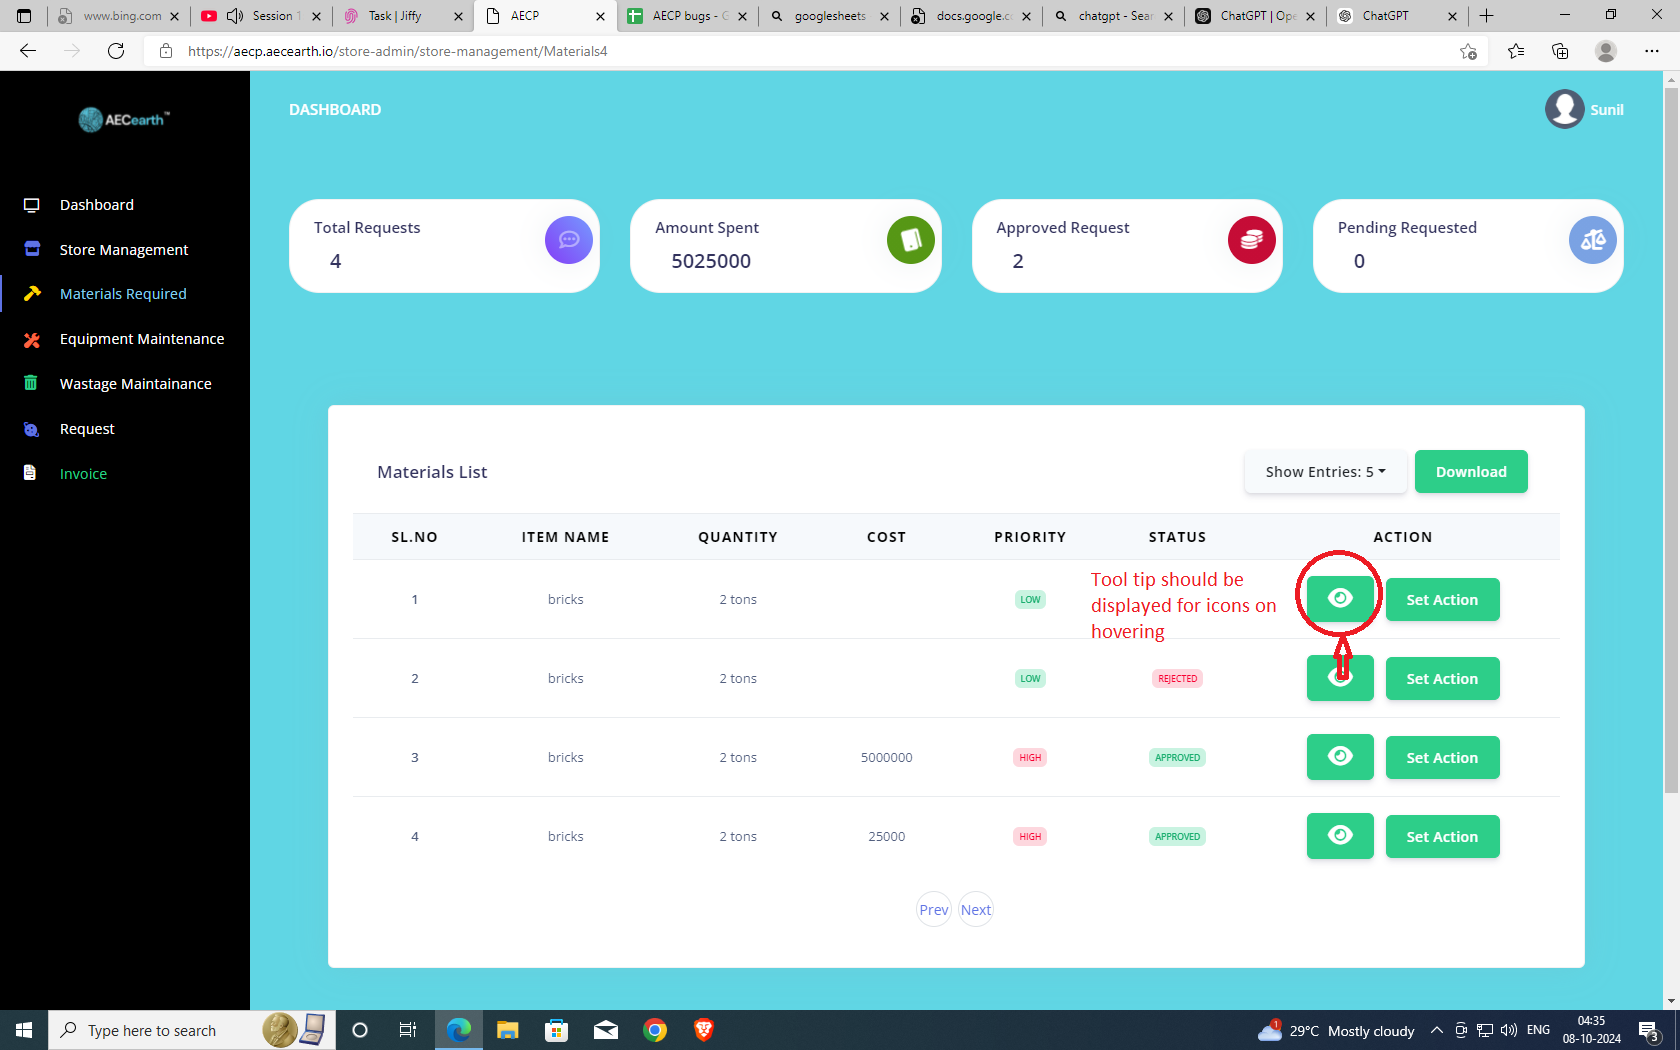 www.bing.com
Session 1
Task | Jiffy
AECP
AECP bugs - G
googlesheets
docs.google.co
chatgpt - Sear
ChatGPT | Ope
ChatGPT
https://aecp.aecearth.io/store-admin/store-management/Materials4
AECearth™
DASHBOARD
Sunil
Dashboard
Store Management
Materials Required
Equipment Maintenance
Wastage Maintainance
Request
Invoice
Total Requests
4
Amount Spent
5025000
Approved Request
2
Pending Requested
0
Materials List
Show Entries: 5
Download
SL.NO ITEM NAME QUANTITY COST PRIORITY STATUS ACTION
1 bricks 2 tons LOW Set Action
Tool tip should be
displayed for icons on
hovering
2 bricks 2 tons LOW REJECTED Set Action
3 bricks 2 tons 5000000 HIGH APPROVED Set Action
4 bricks 2 tons 25000 HIGH APPROVED Set Action
Prev Next
Type here to search
1
29°C Mostly cloudy
ENG
04:35
08-10-2024
3